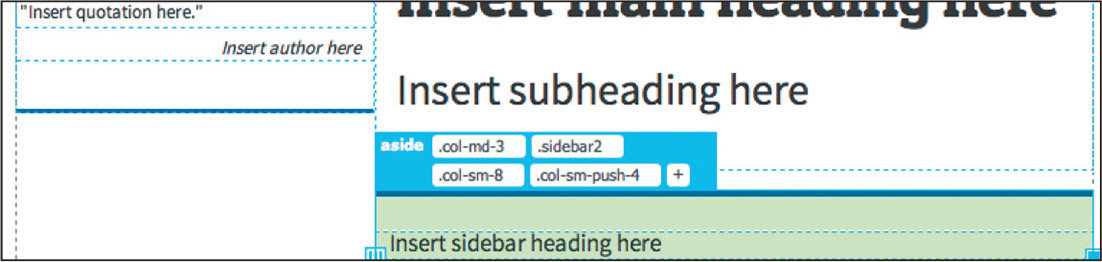 "Insert quotation here."
Insert author here
Insert main heading here
Insert subheading here
aside .col-md-3 .sidebar2
.col-sm-8 .col-sm-push-4 +
Insert sidebar heading here